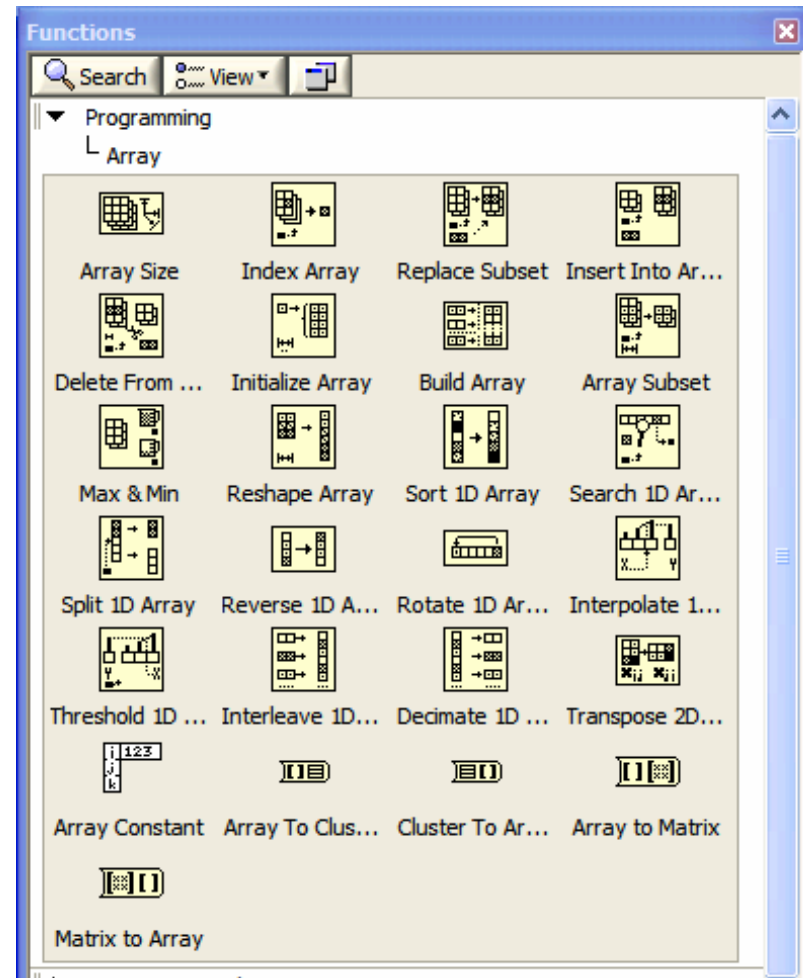 Functions
Search View
Programming
Array
Array Size Index Array Replace Subset Insert Into Ar...
Delete From ... Initialize Array Build Array Array Subset
Max & Min Reshape Array Sort 1D Array Search 1D Ar...
Split 1D Array Reverse 1D A... Rotate 1D Ar... Interpolate 1...
X Y
Threshold 1D ... Interleave 1D... Decimate 1D ... Transpose 2D...
Y X
i 123
j
k
Array Constant Array To Clus... Cluster To Ar... Array to Matrix
Matrix to Array